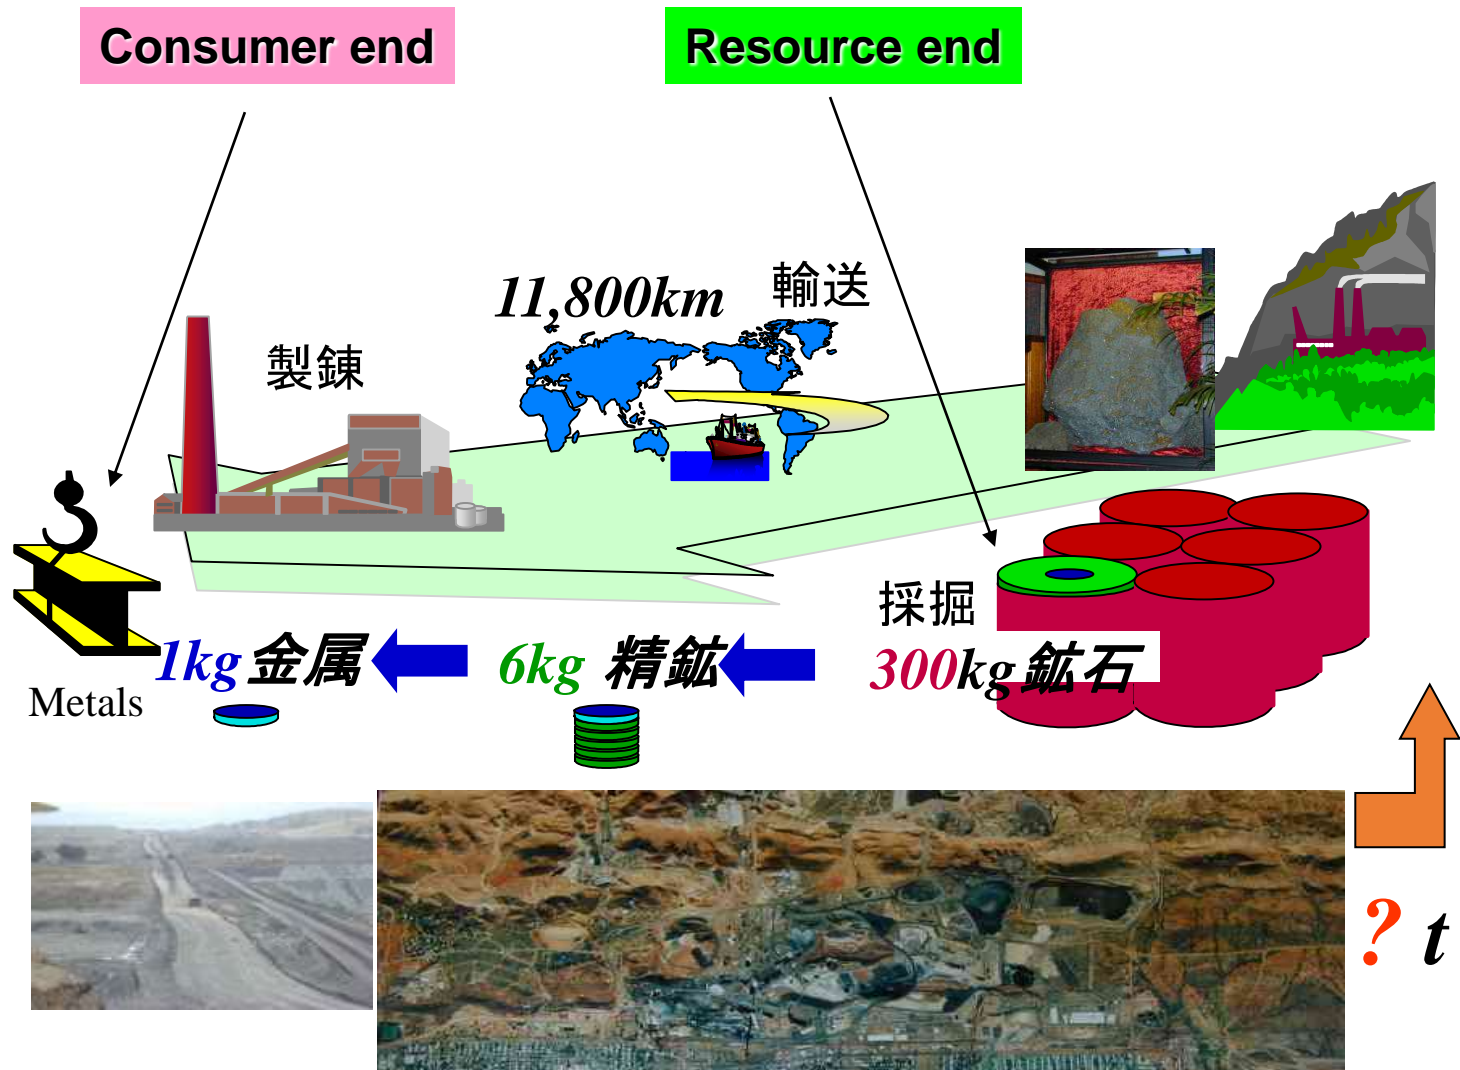 Consumer end
Resource end
11,800km
輸送
製錬
採掘
1kg 金属
6kg 精鉱
300kg 鉱石
Metals
? t